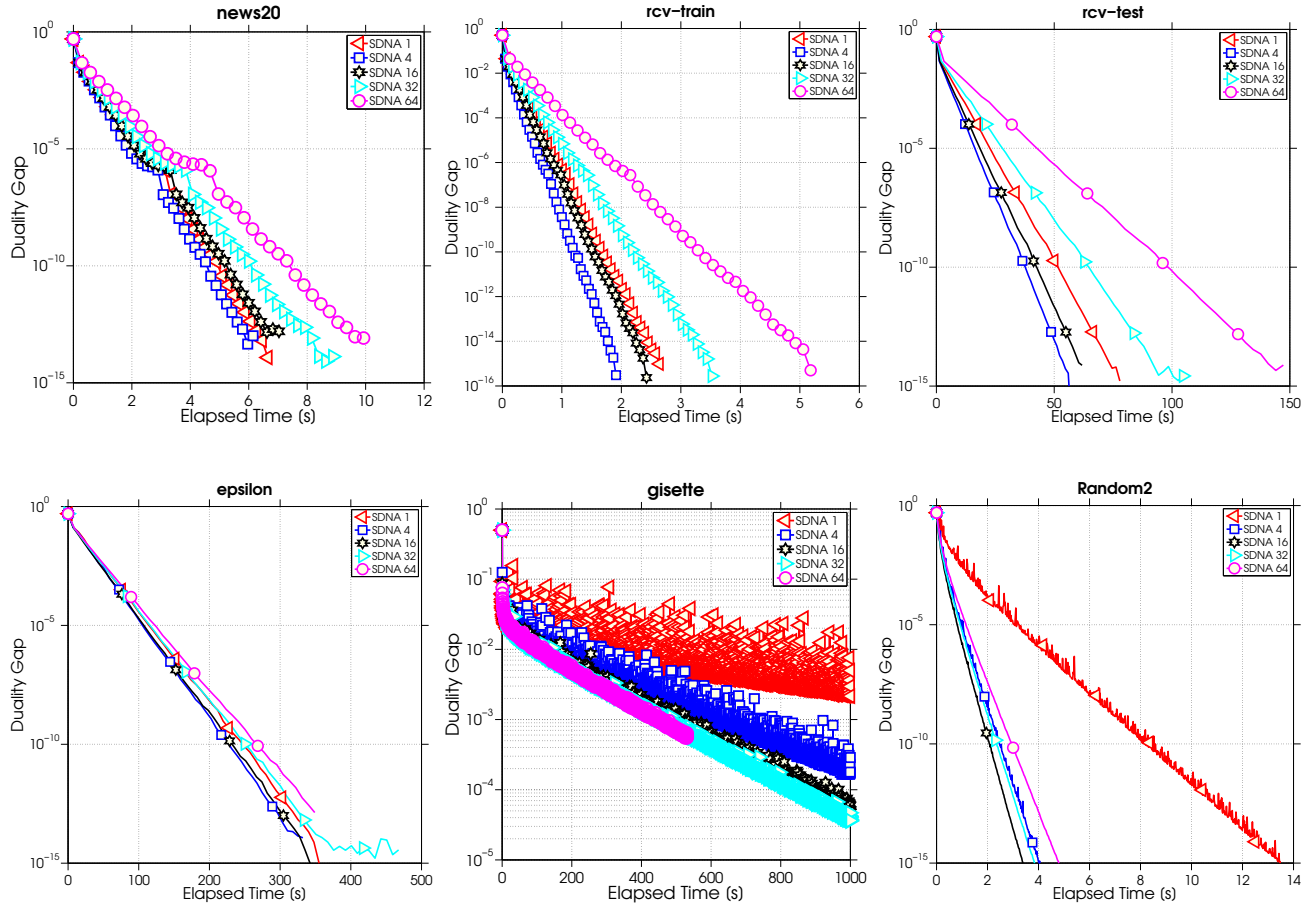 news20
10^0
10^-5
10^-10
10^-15
0 2 4 6 8 10 12
Elapsed Time (s)
Duality Gap
SDNA 1
SDNA 4
SDNA 16
SDNA 32
SDNA 64
rcv-train
10^0
10^-2
10^-4
10^-6
10^-8
10^-10
10^-12
10^-14
10^-16
0 1 2 3 4 5 6
Elapsed Time (s)
Duality Gap
SDNA 1
SDNA 4
SDNA 16
SDNA 32
SDNA 64
rcv-test
10^0
10^-5
10^-10
10^-15
0 50 100 150
Elapsed Time (s)
Duality Gap
SDNA 1
SDNA 4
SDNA 16
SDNA 32
SDNA 64
epsilon
10^0
10^-5
10^-10
10^-15
0 100 200 300 400 500
Elapsed Time (s)
Duality Gap
SDNA 1
SDNA 4
SDNA 16
SDNA 32
SDNA 64
gisette
10^0
10^-1
10^-2
10^-3
10^-4
10^-5
0 200 400 600 800 1000
Elapsed Time (s)
Duality Gap
SDNA 1
SDNA 4
SDNA 16
SDNA 32
SDNA 64
Random2
10^0
10^-5
10^-10
10^-15
0 2 4 6 8 10 12 14
Elapsed Time (s)
Duality Gap
SDNA 1
SDNA 4
SDNA 16
SDNA 32
SDNA 64